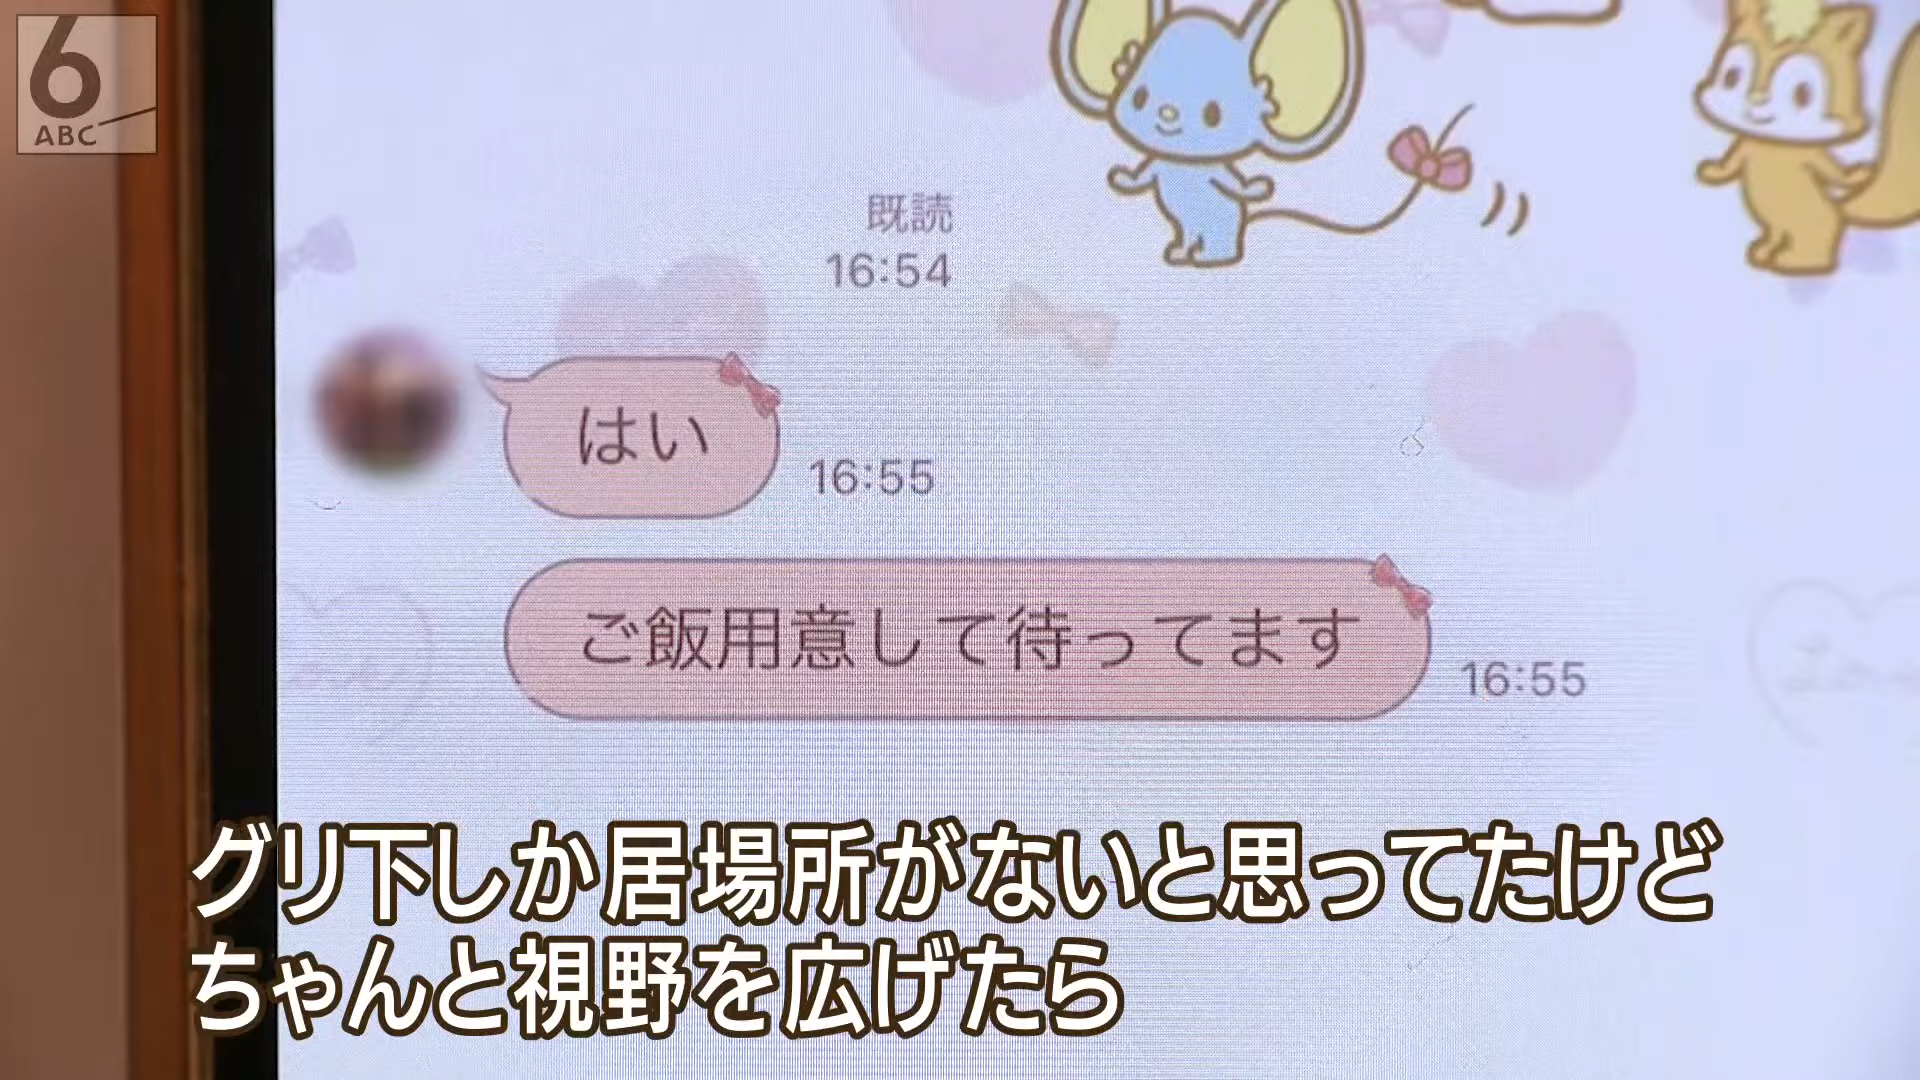 6
ABC
既読
16:54
はい
16:55
ご飯用意して待ってます
16:55
グリ下しか居場所がないと思ってたけど
ちゃんと視野を広げたら